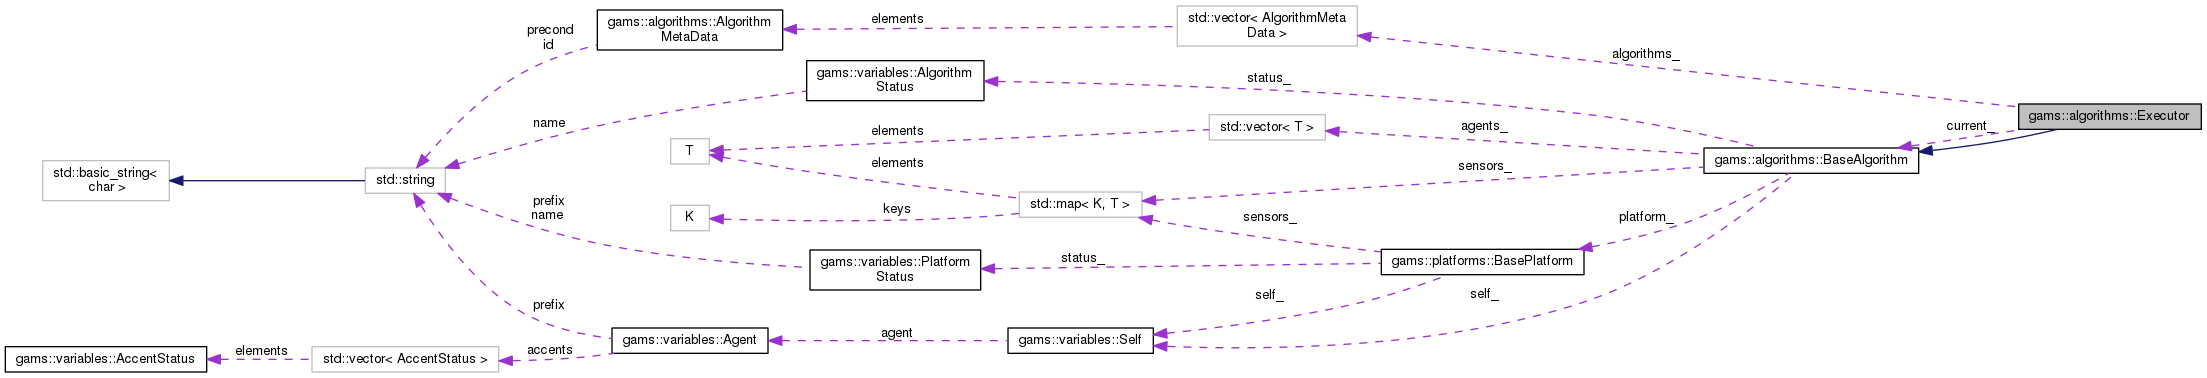 elements
precond
id
gams::algorithms::Algorithm
MetaData
std::vector< AlgorithmMeta
Data >
algorithms_
gams::variables::Algorithm
Status
status_
name
elements
std::vector< T >
agents_
current_
gams::algorithms::Executor
T
elements
gams::algorithms::BaseAlgorithm
std::basic_string<
char >
std::string
sensors_
prefix
name
K
keys
std::map< K, T >
sensors_
platform_
gams::variables::Platform
Status
status_
gams::platforms::BasePlatform
prefix
self_
self_
gams::variables::AccentStatus
elements
std::vector< AccentStatus >
accents
gams::variables::Agent
agent
gams::variables::Self